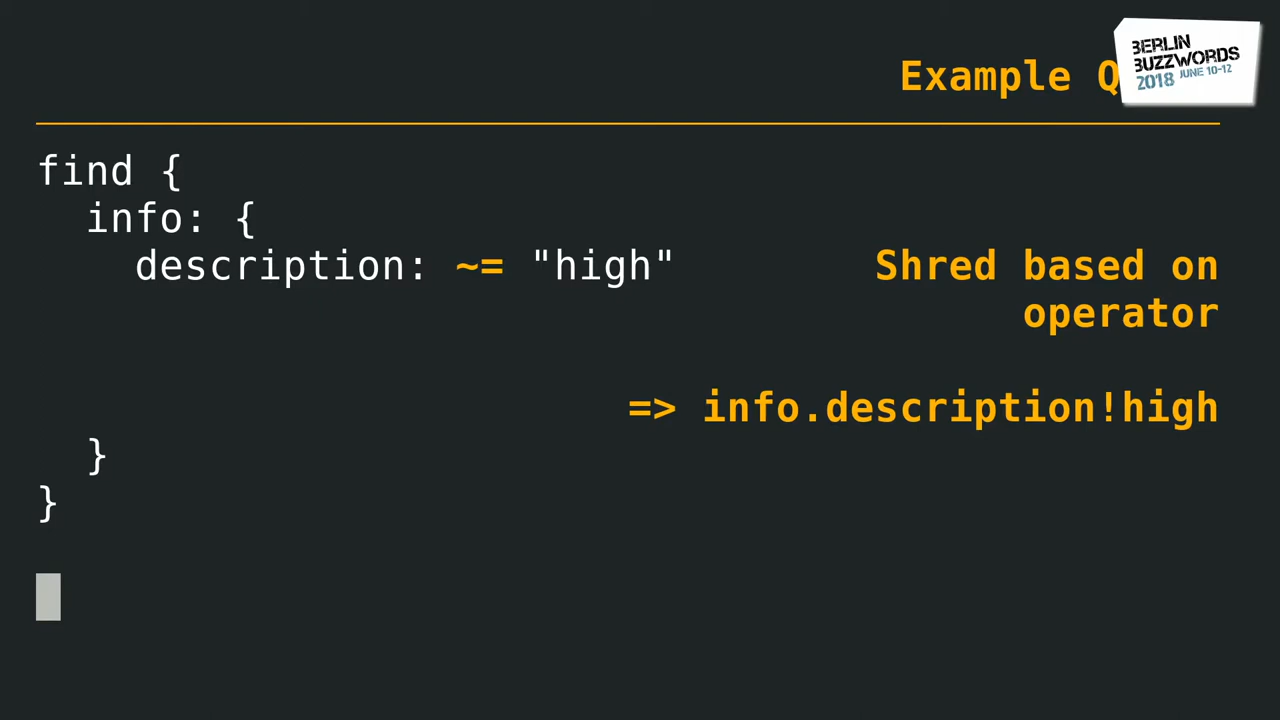 BERLIN
BUZZWORDS
2018 JUNE 10-12
Example
find {
info: {
description: ~= "high" Shred based on
operator
=> info.description!high
}
}